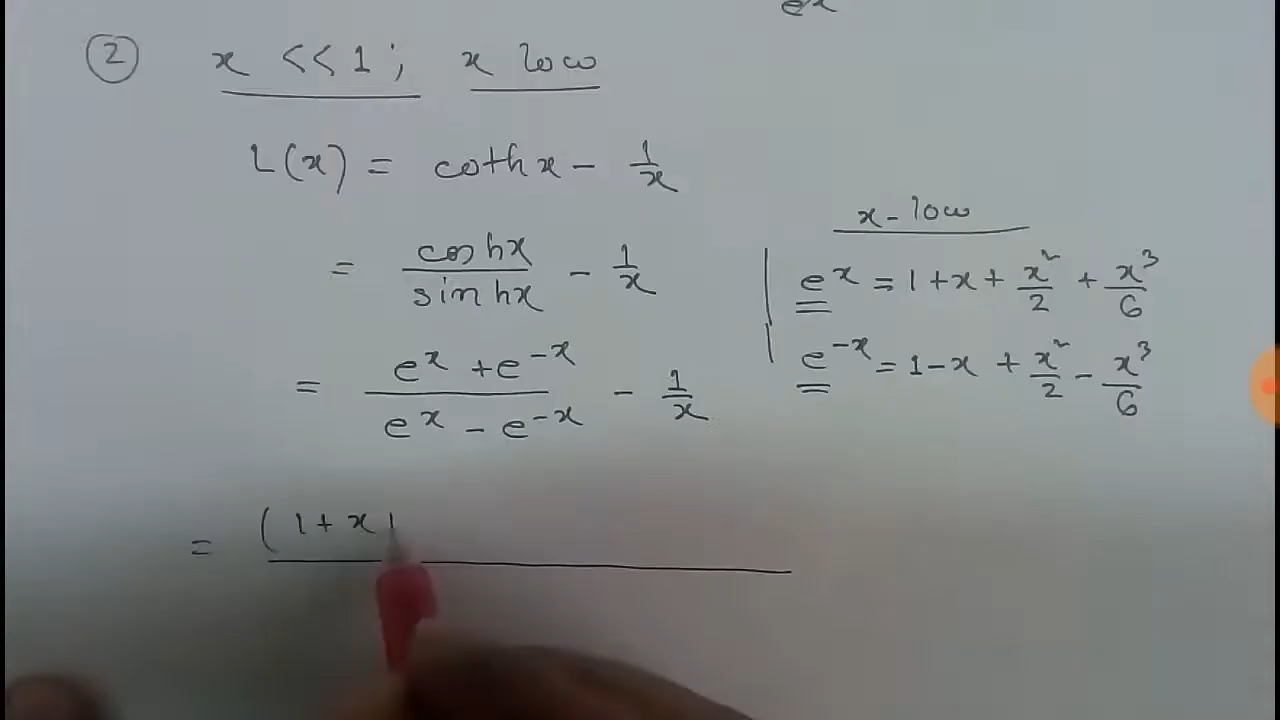 e^x
② x << 1; x low
L(x) = coth x - 1/x
= cosh x / sinh x - 1/x
= (e^x + e^-x) / (e^x - e^-x) - 1/x
= (1 + x
x - low
e^x = 1 + x + x^2/2 + x^3/6
e^-x = 1 - x + x^2/2 - x^3/6